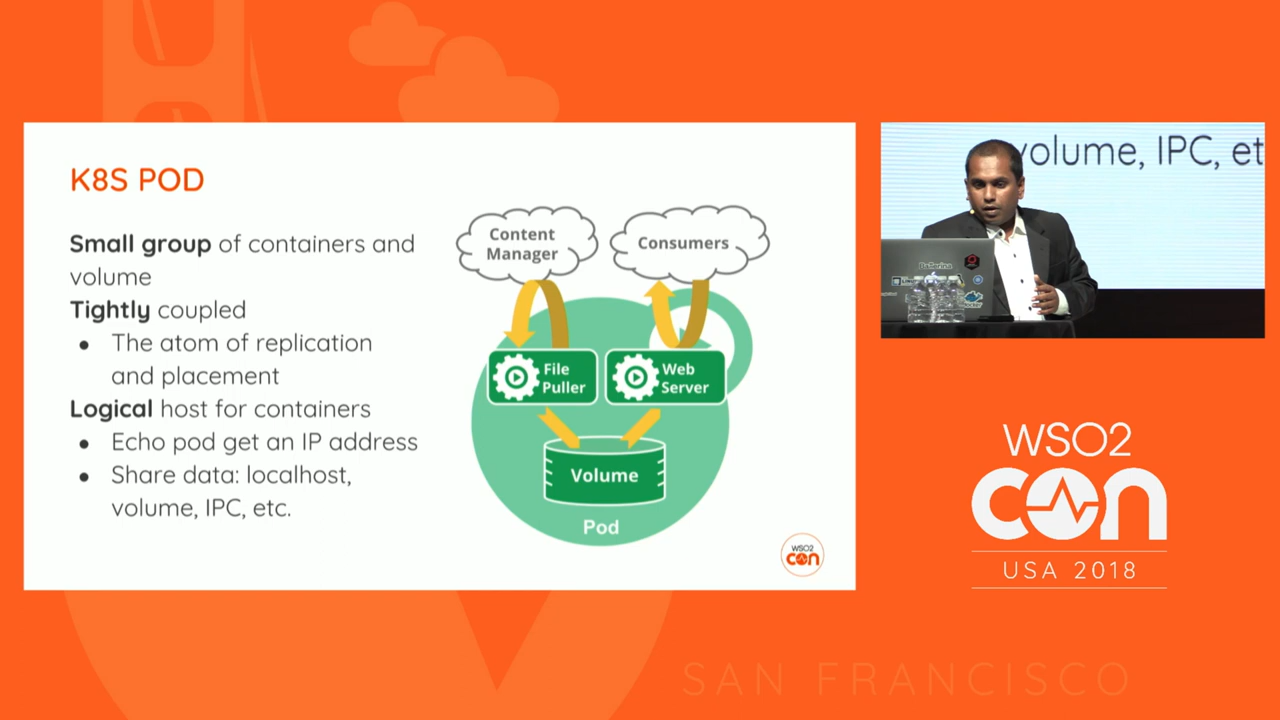 K8S POD
Small group of containers and
volume
Tightly coupled
The atom of replication
and placement
Logical host for containers
Echo pod get an IP address
Share data: localhost,
volume, IPC, etc.
Content
Manager
Consumers
File
Puller
Web
Server
Volume
Pod
WSO2
con
volume, IPC, et
Ballerina
WSO2
con
USA 2018
SAN FRANCISCO